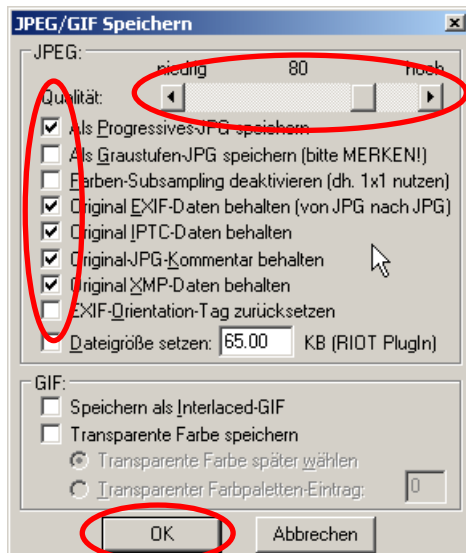 JPEG/GIF Speichern
JPEG:
niedrig 80 hoch
Qualität:
Als Progressives-JPG speichern
Als Graustufen-JPG speichern (bitte MERKEN!)
Farben-Subsampling deaktivieren (dh. 1x1 nutzen)
Original EXIF-Daten behalten (von JPG nach JPG)
Original IPTC-Daten behalten
Original-JPG-Kommentar behalten
Original XMP-Daten behalten
EXIF-Orientation-Tag zurücksetzen
Dateigröße setzen: 65.00 KB (RIOT PlugIn)
GIF:
Speichern als Interlaced-GIF
Transparente Farbe speichern
Transparente Farbe später wählen
Transparenter Farbpaletten-Eintrag: 0
OK Abbrechen